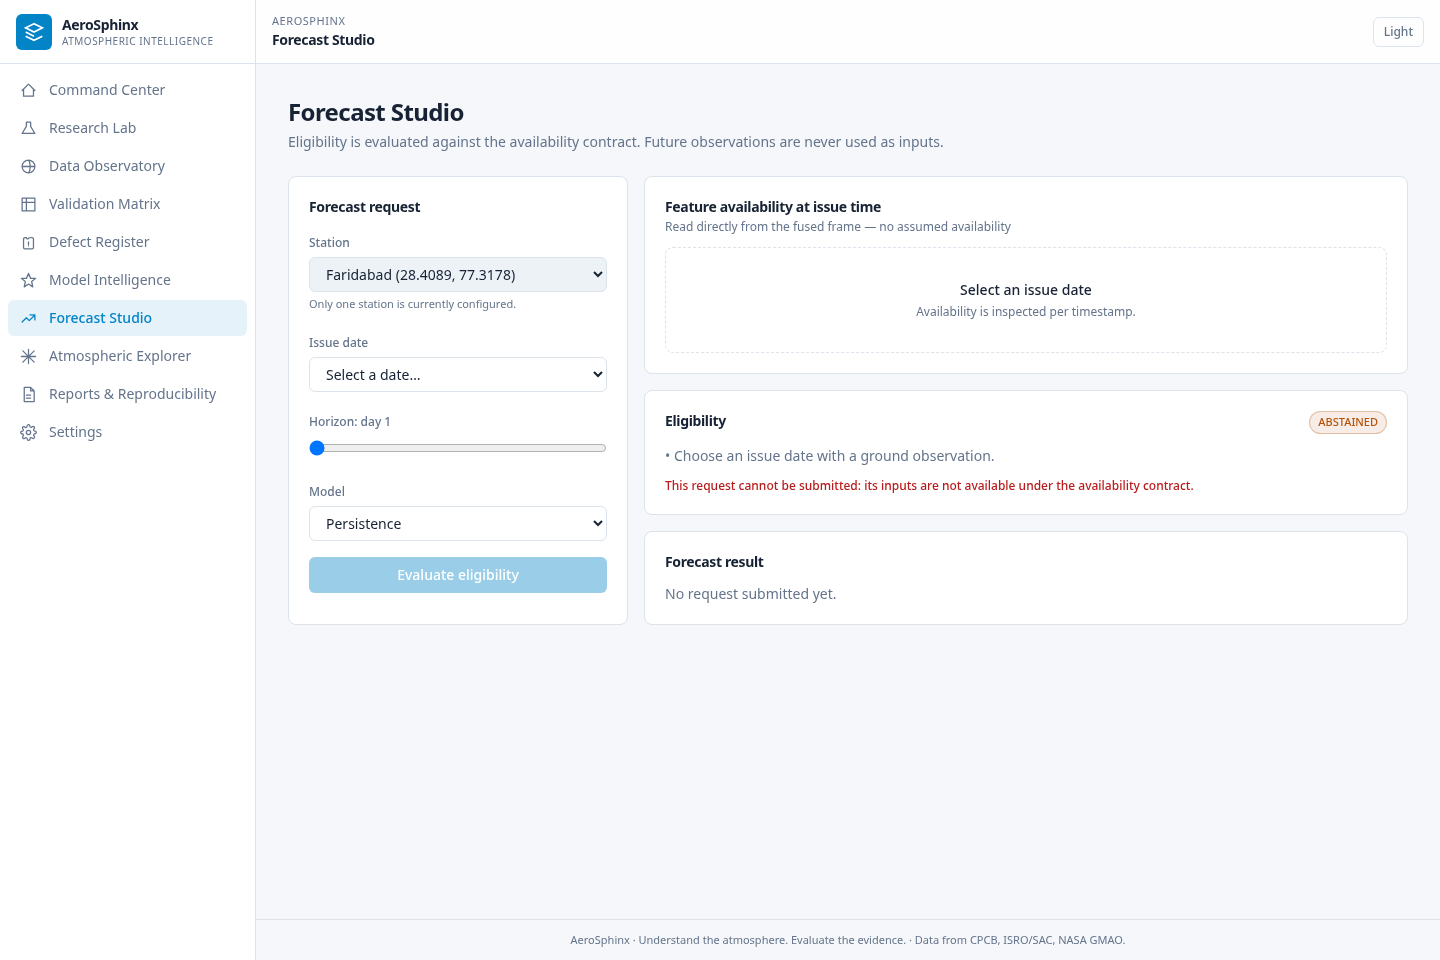 AeroSphinx
ATMOSPHERIC INTELLIGENCE
Command Center
Research Lab
Data Observatory
Validation Matrix
Defect Register
Model Intelligence
Forecast Studio
Atmospheric Explorer
Reports & Reproducibility
Settings
AEROSPHINX
Forecast Studio
Light
Forecast Studio
Eligibility is evaluated against the availability contract. Future observations are never used as inputs.
Forecast request
Station
Faridabad (28.4089, 77.3178)
Only one station is currently configured.
Issue date
Select a date...
Horizon: day 1
Model
Persistence
Evaluate eligibility
Feature availability at issue time
Read directly from the fused frame — no assumed availability
Select an issue date
Availability is inspected per timestamp.
Eligibility
ABSTAINED
• Choose an issue date with a ground observation.
This request cannot be submitted: its inputs are not available under the availability contract.
Forecast result
No request submitted yet.
AeroSphinx · Understand the atmosphere. Evaluate the evidence. · Data from CPCB, ISRO/SAC, NASA GMAO.